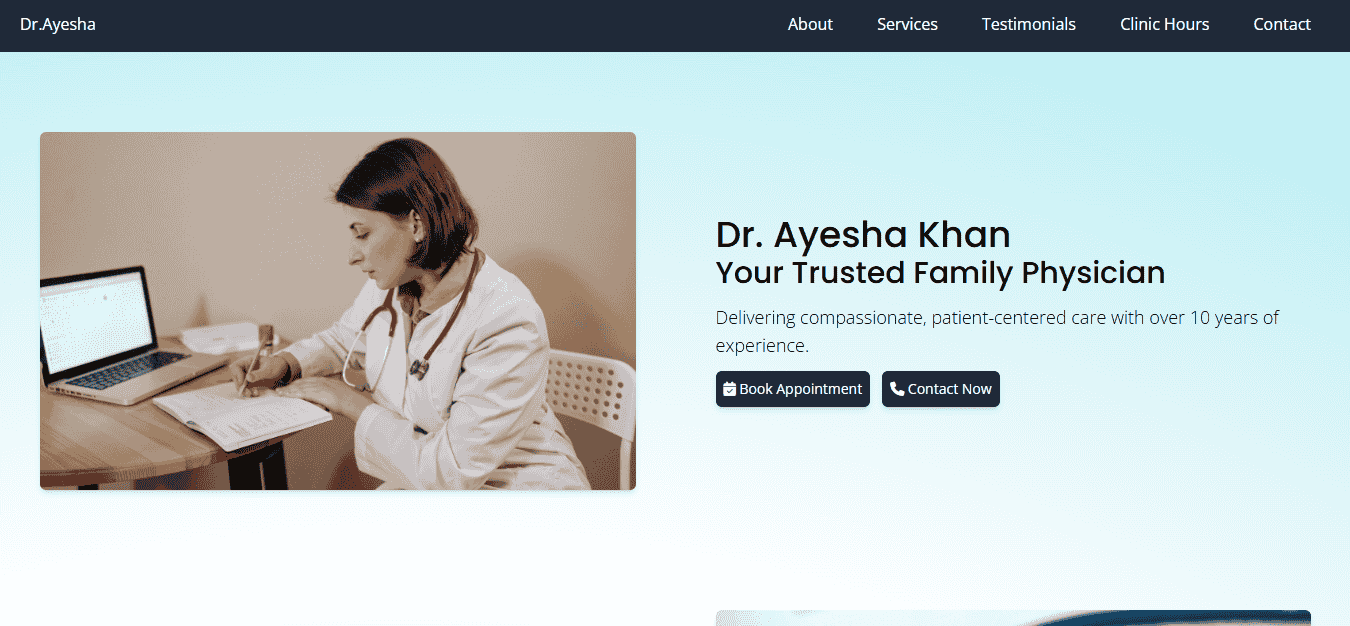 Dr.Ayesha
About
Services
Testimonials
Clinic Hours
Contact
Dr. Ayesha Khan
Your Trusted Family Physician
Delivering compassionate, patient-centered care with over 10 years of
experience.
Book Appointment
Contact Now